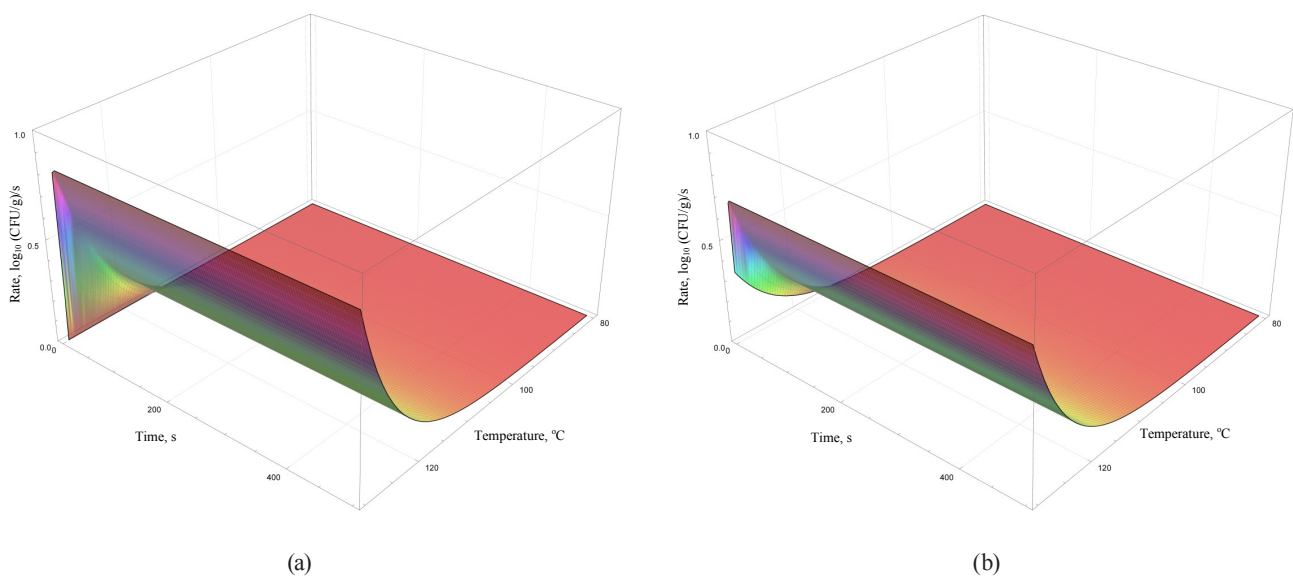 1.0
0.5
0.0
Rate, log₁₀ (CFU/g)/s
0
200
400
Time, s
80
100
120
Temperature, °C
(a)
1.0
0.5
0.0
Rate, log₁₀ (CFU/g)/s
0
200
400
Time, s
80
100
120
Temperature, °C
(b)